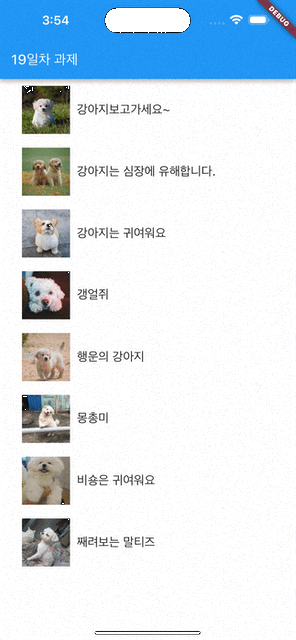 3:54
DEBUG
19일차 과제
강아지보고가세요~
강아지는 심장에 유해합니다.
강아지는 귀여워요
갱얼쥐
행운의 강아지
몽총미
비숑은 귀여워요
째려보는 말티즈